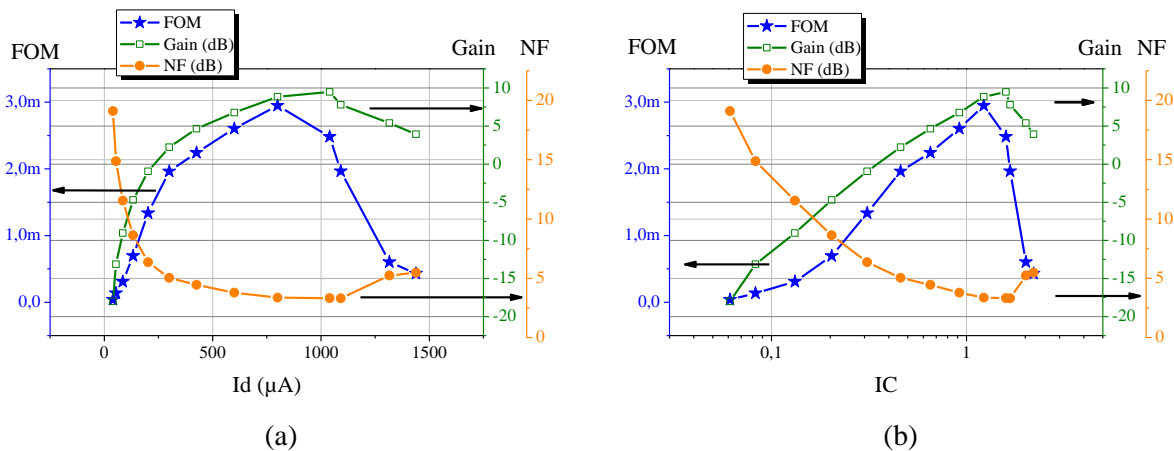 FOM
Gain (dB)
NF (dB)
FOM
Gain NF
3,0m
2,0m
1,0m
0,0
10
5
0
-5
-10
-15
-20
20
15
10
5
0
0 500 1000 1500
Id (µA)
(a)
FOM
Gain (dB)
NF (dB)
FOM
Gain NF
3,0m
2,0m
1,0m
0,0
10
5
0
-5
-10
-15
-20
20
15
10
5
0
0,1 1
IC
(b)